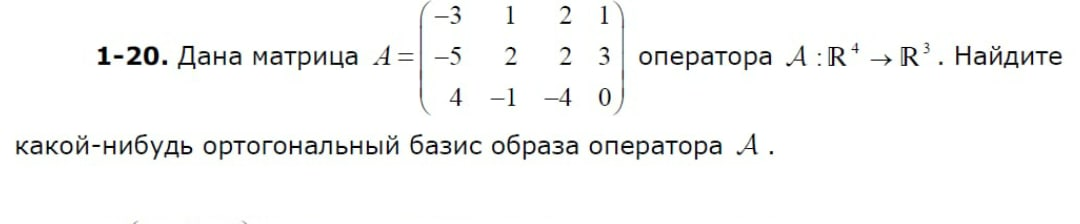 1-20. Дана матрица A = 
−3 1 2 1
−5 2 2 3
4 −1 −4 0
оператора 𝒜 : ℝ⁴ → ℝ³. Найдите
какой-нибудь ортогональный базис образа оператора 𝒜.